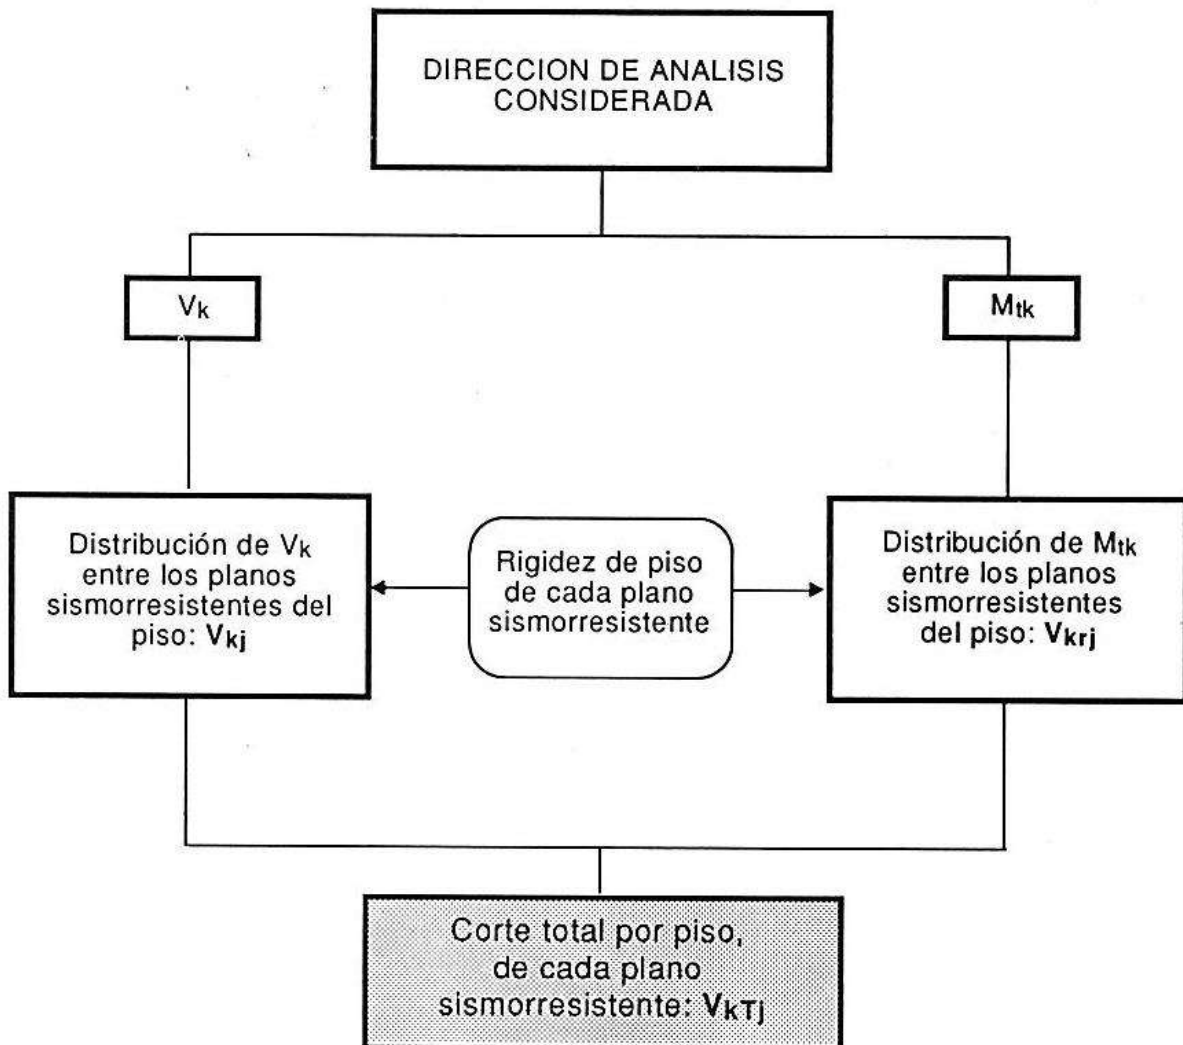 DIRECCION DE ANALISIS
CONSIDERADA
Vk
Mtk
Distribución de Vk
entre los planos
sismorresistentes del
piso: Vkj
Rigidez de piso
de cada plano
sismorresistente
Distribución de Mtk
entre los planos
sismorresistentes
del piso: Vkrj
Corte total por piso,
de cada plano
sismorresistente: VkTj